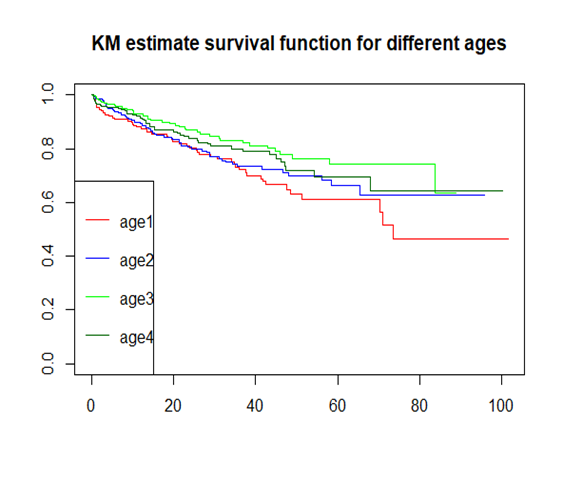 KM estimate survival function for different ages
1.0
0.8
0.6
0.4
0.2
0.0
age1
age2
age3
age4
0 20 40 60 80 100